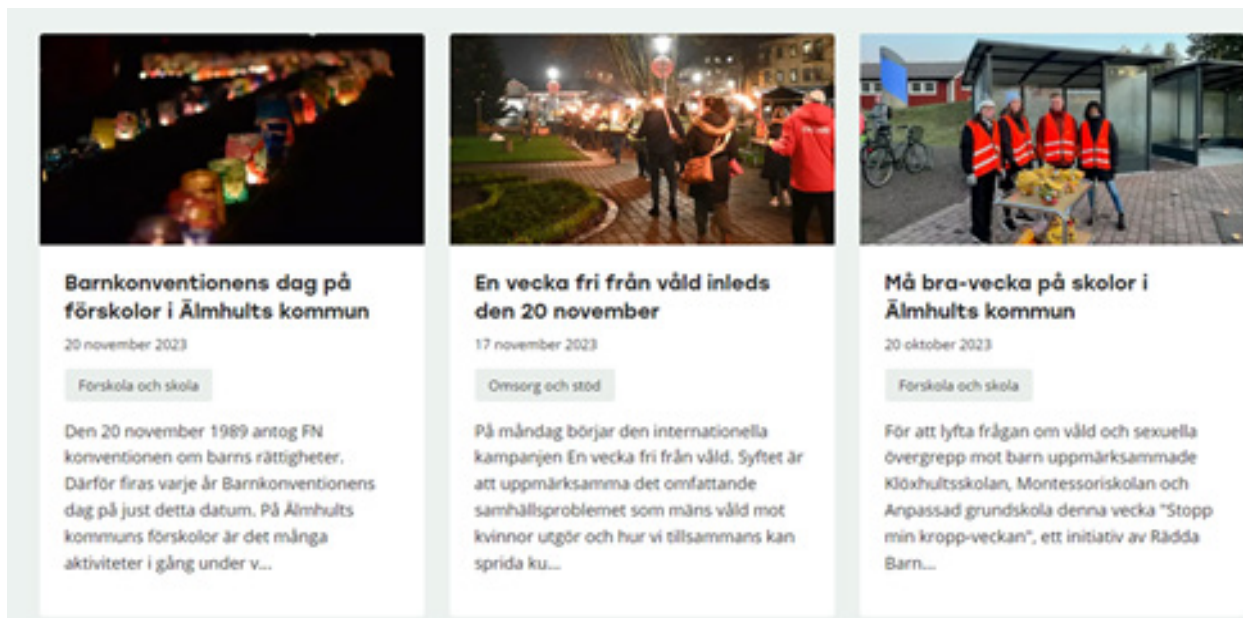 Barnkonventionens dag på
förskolor i Älmhults kommun
20 november 2023
Förskola och skola
Den 20 november 1989 antog FN
konventionen om barns rättigheter.
Därför firas varje år Barnkonventionens
dag på just detta datum. På Älmhults
kommuns förskolor är det många
aktiviteter i gång under v...
En vecka fri från våld inleds
den 20 november
17 november 2023
Omsorg och stöd
På måndag börjar den internationella
kampanjen En vecka fri från våld. Syftet är
att uppmärksamma det omfattande
samhällsproblemet som mäns våld mot
kvinnor utgör och hur vi tillsammans kan
sprida ku...
Må bra-vecka på skolor i
Älmhults kommun
20 oktober 2023
Förskola och skola
För att lyfta frågan om våld och sexuella
övergrepp mot barn uppmärksammade
Klöxhultsskolan, Montessoriskolan och
Anpassad grundskola denna vecka "Stopp
min kropp-veckan", ett initiativ av Rädda
Barn...